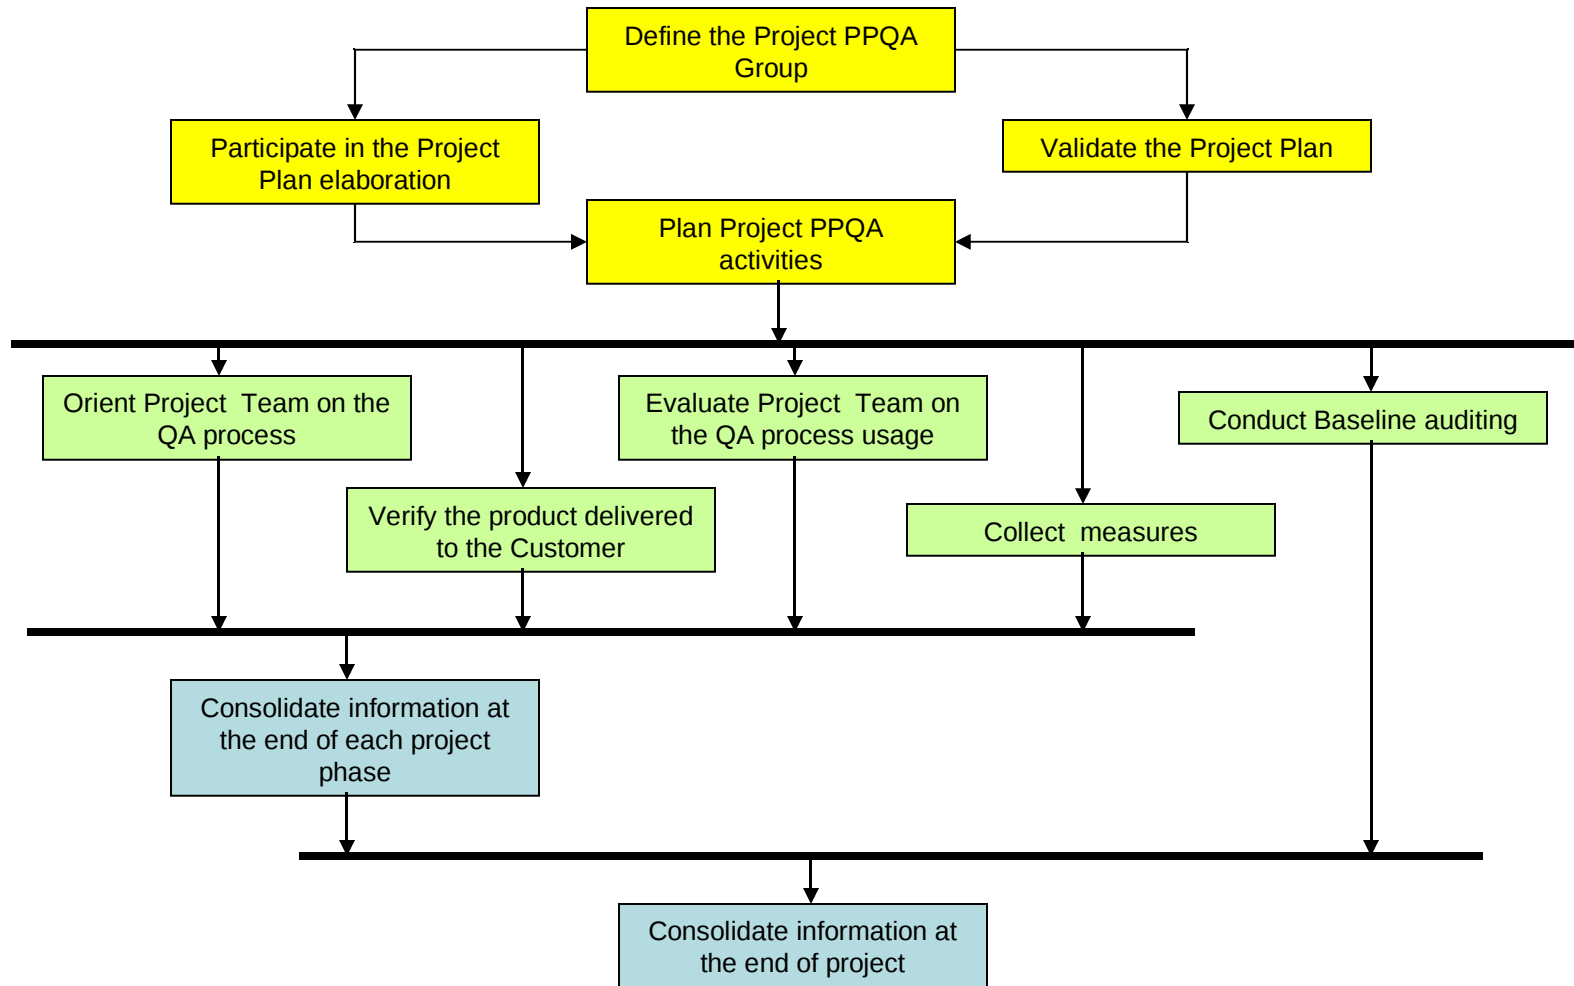 Define the Project PPQA
Group
Participate in the Project
Plan elaboration
Validate the Project Plan
Plan Project PPQA
activities
Orient Project  Team on the
QA process
Evaluate Project  Team on
the QA process usage
Conduct Baseline auditing
Verify the product delivered
to the Customer
Collect  measures
Consolidate information at
the end of each project
phase
Consolidate information at
the end of project